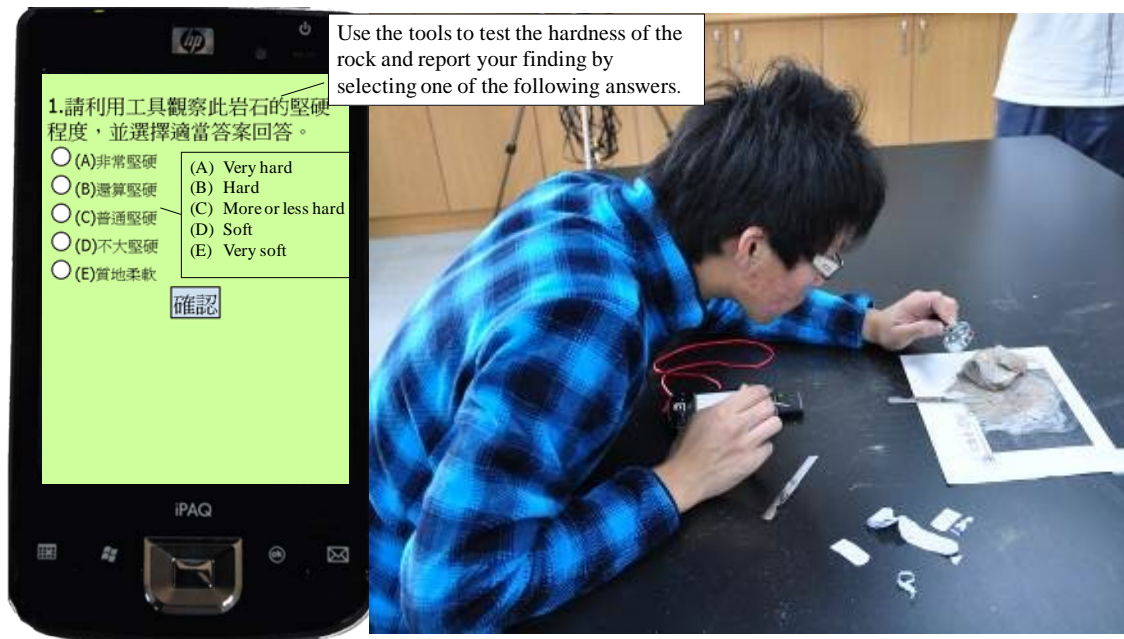 hp
Use the tools to test the hardness of the
rock and report your finding by
selecting one of the following answers.
1.請利用工具觀察此岩石的堅硬
程度，並選擇適當答案回答。
(A)非常堅硬
(B)還算堅硬
(C)普通堅硬
(D)不大堅硬
(E)質地柔軟
(A) Very hard
(B) Hard
(C) More or less hard
(D) Soft
(E) Very soft
確認
iPAQ
ok